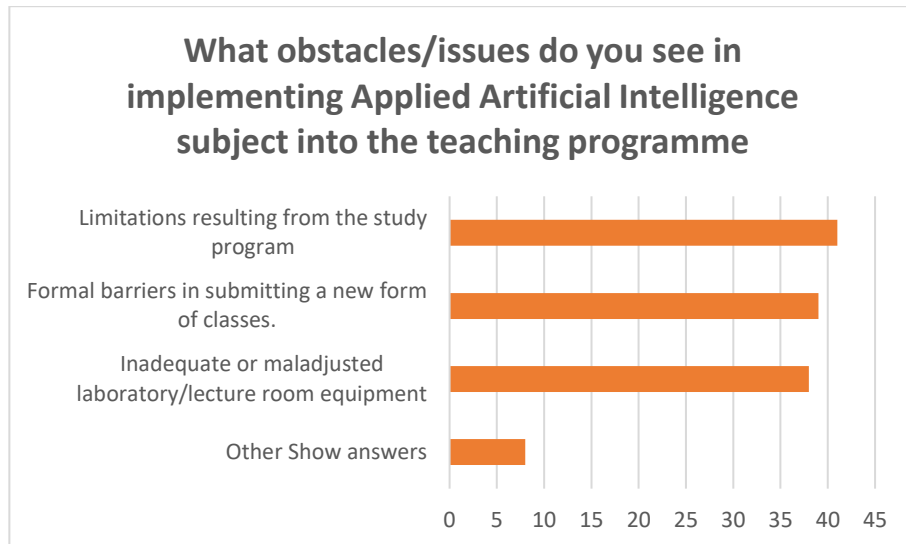 What obstacles/issues do you see in
implementing Applied Artificial Intelligence
subject into the teaching programme
Limitations resulting from the study
program
Formal barriers in submitting a new form
of classes.
Inadequate or maladjusted
laboratory/lecture room equipment
Other Show answers
0 5 10 15 20 25 30 35 40 45